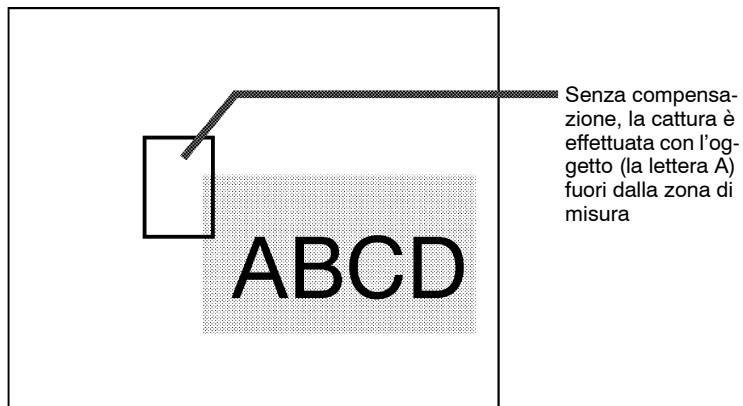 Senza compensa-
zione, la cattura è
effettuata con l'og-
getto (la lettera A)
fuori dalla zona di
misura
ABCD